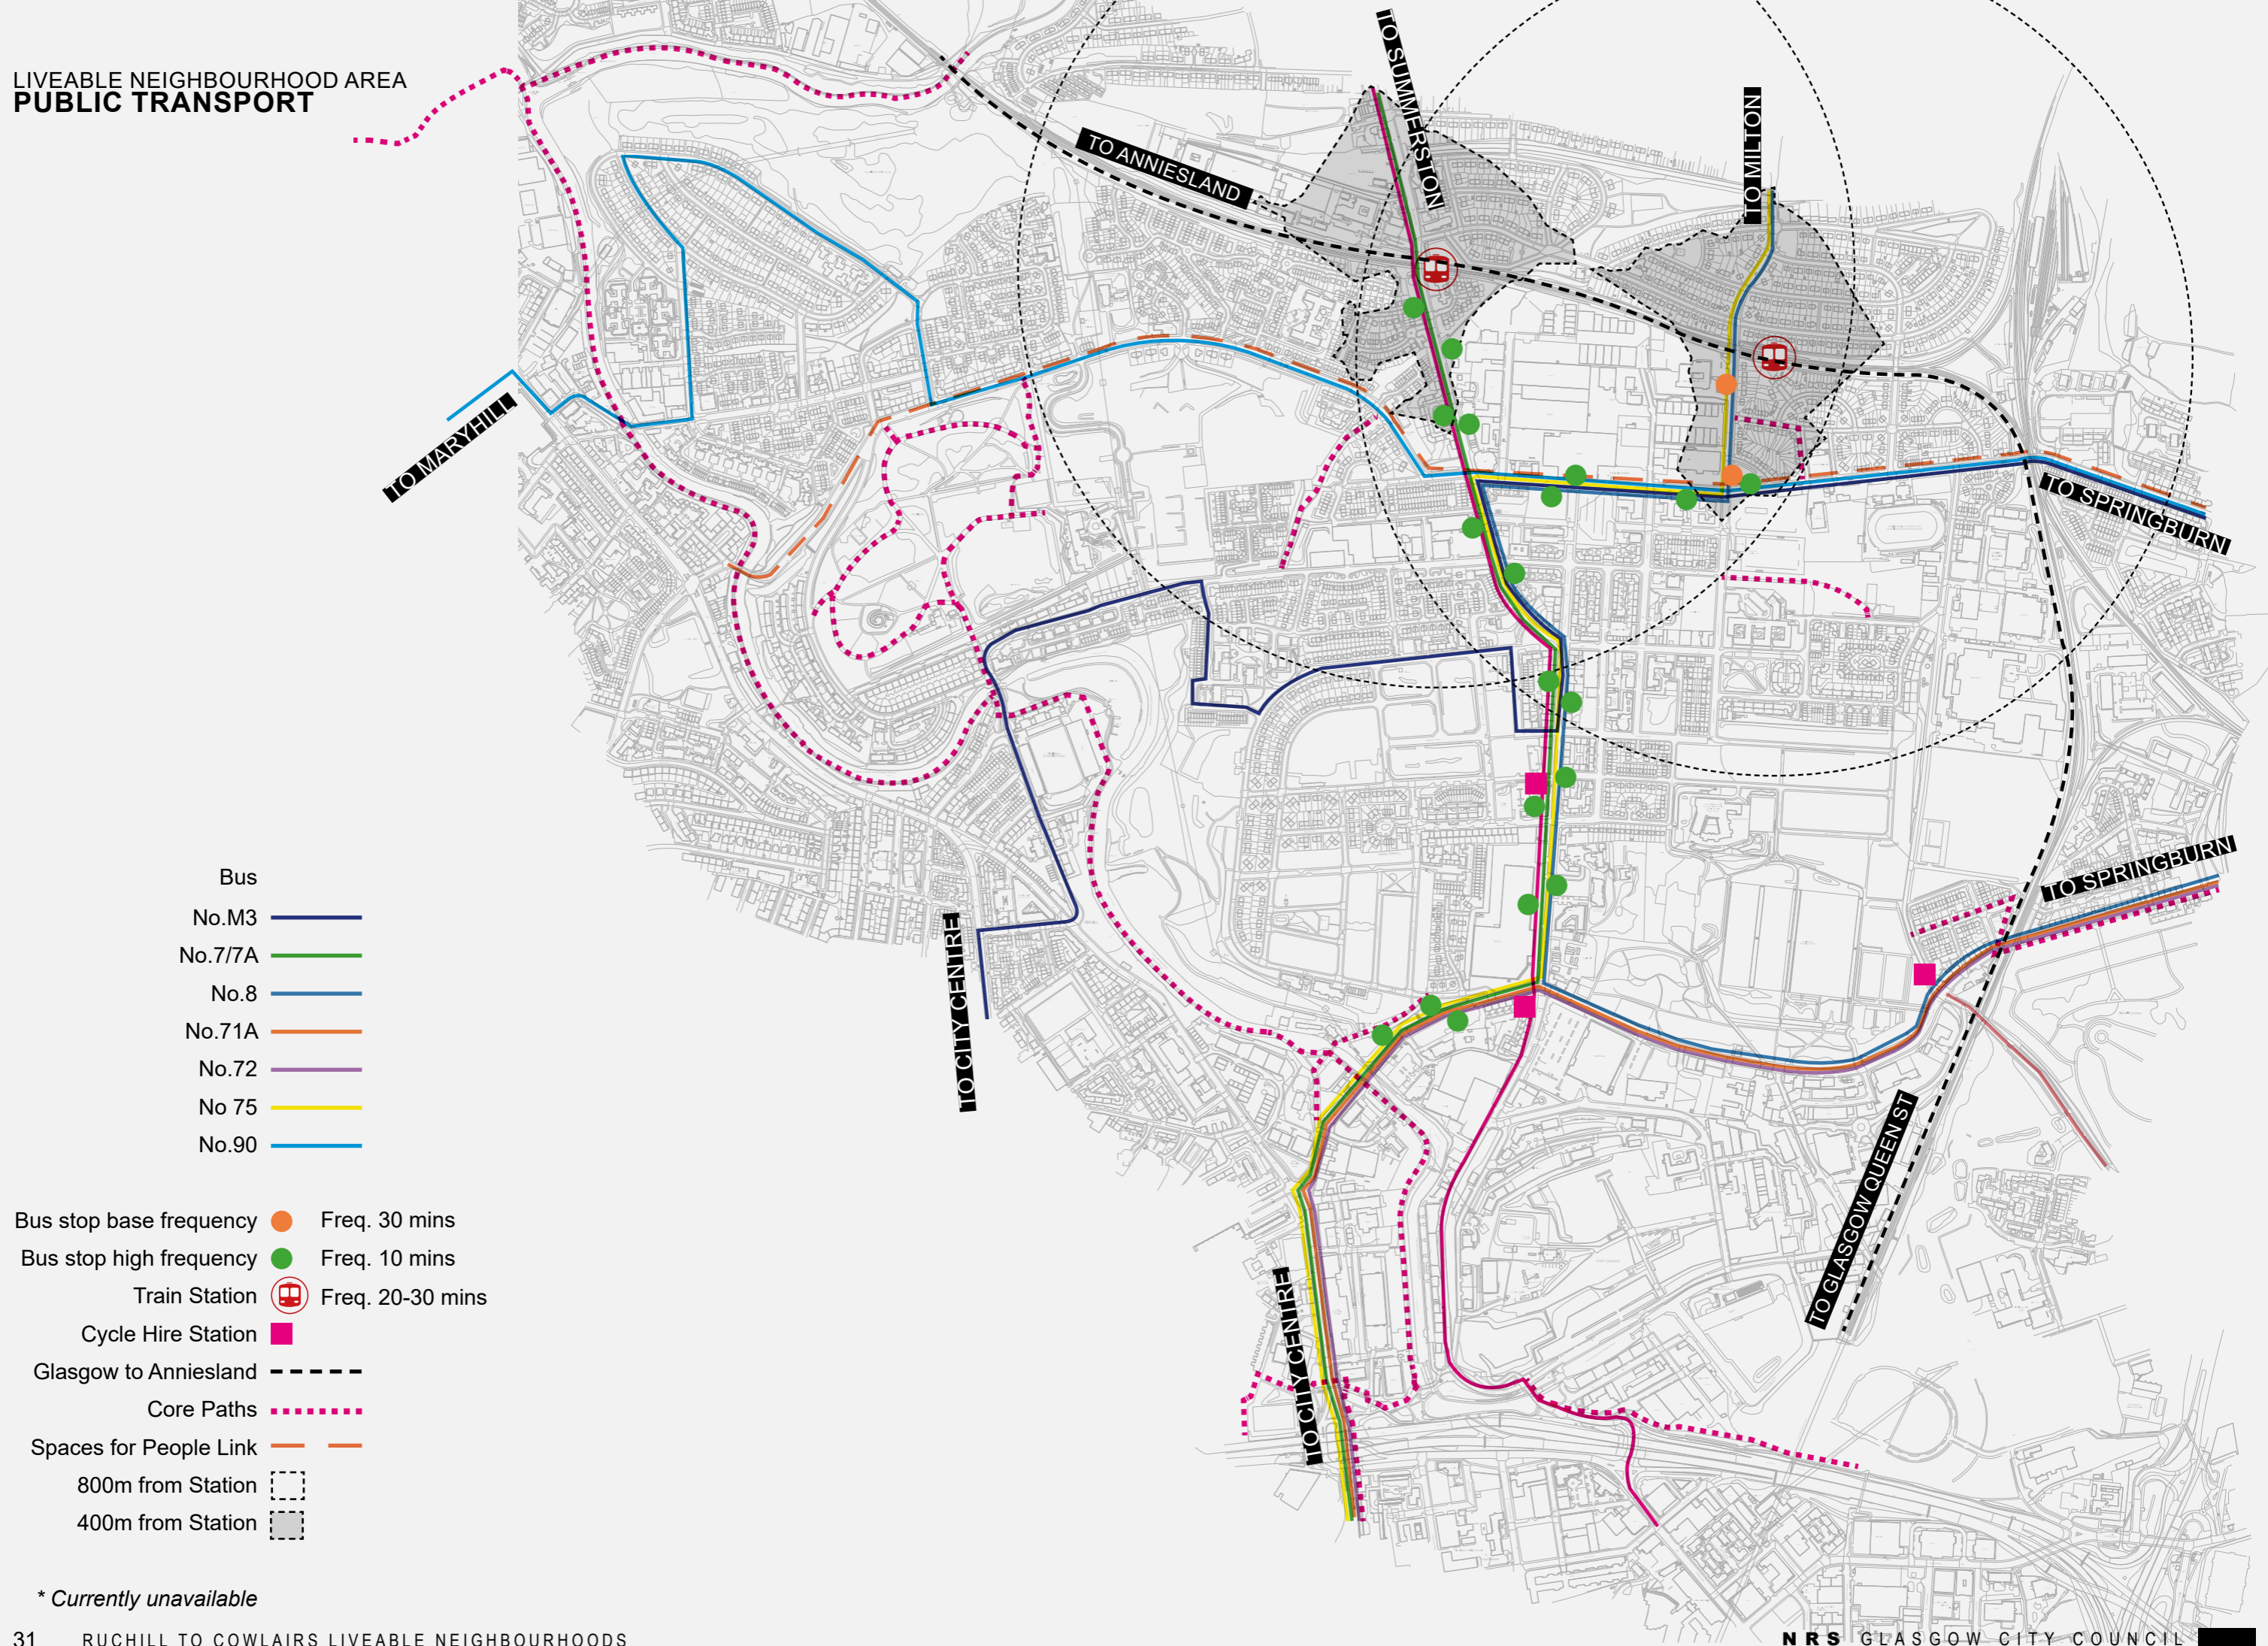 LIVEABLE NEIGHBOURHOOD AREA
PUBLIC TRANSPORT
TO SUMMERSTON
TO MILTON
TO ANNIESLAND
TO MARYHILL
TO SPRINGBURN
TO SPRINGBURN
TO CITY CENTRE
TO GLASGOW QUEEN ST
TO CITY CENTRE
Bus
No.M3
No.7/7A
No.8
No.71A
No.72
No 75
No.90
Bus stop base frequency Freq. 30 mins
Bus stop high frequency Freq. 10 mins
Train Station Freq. 20-30 mins
Cycle Hire Station
Glasgow to Anniesland
Core Paths
Spaces for People Link
800m from Station
400m from Station
* Currently unavailable
31 RUCHILL TO COWLAIRS LIVEABLE NEIGHBOURHOODS
NRS GLASGOW CITY COUNCIL